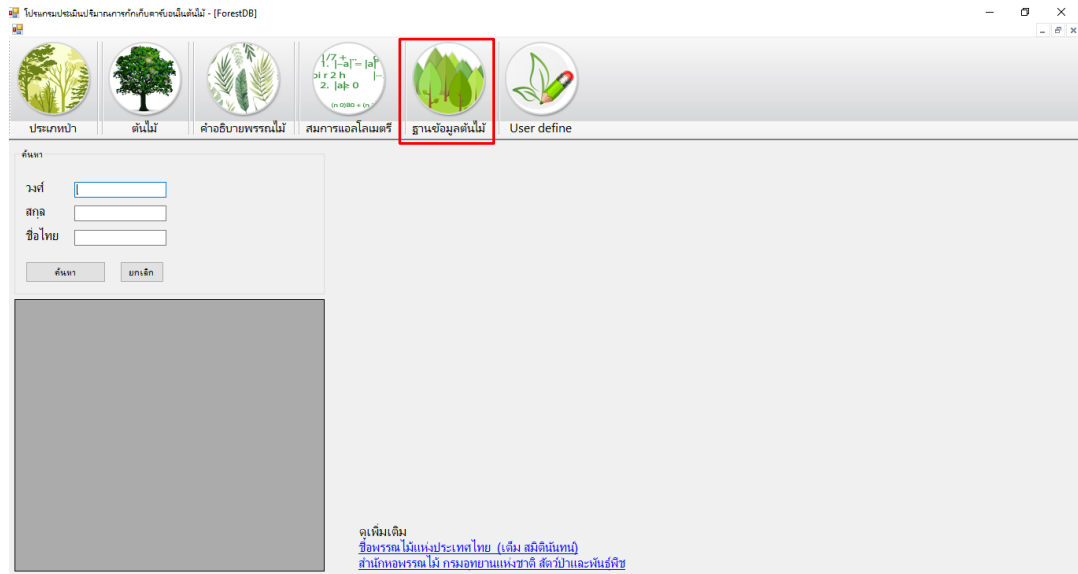 โปรแกรมประเมินปริมาณการกักเก็บคาร์บอนในต้นไม้ - [ForestDB]
ประเภทป่า
ต้นไม้
คำอธิบายพรรณไม้
สมการแอลโลเมตรี
ฐานข้อมูลต้นไม้
User define
ค้นหา
วงศ์
สกุล
ชื่อไทย
ค้นหา
ยกเลิก
ดูเพิ่มเติม
ชื่อพรรณไม้แห่งประเทศไทย (เต็ม สมิตินันทน์)
สำนักหอพรรณไม้ กรมอุทยานแห่งชาติ สัตว์ป่าและพันธ์พืช